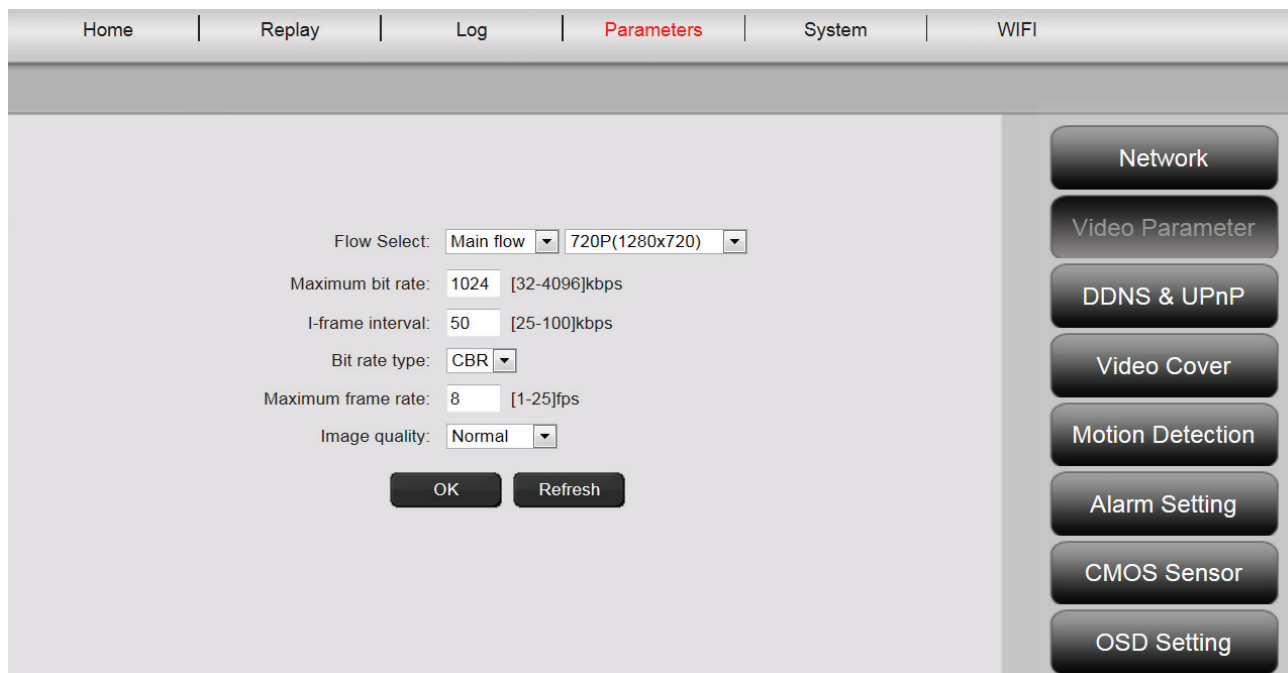 Home Replay Log Parameters System WIFI
Flow Select: Main flow 720P(1280x720)
Maximum bit rate: 1024 [32-4096]kbps
I-frame interval: 50 [25-100]kbps
Bit rate type: CBR
Maximum frame rate: 8 [1-25]fps
Image quality: Normal
OK Refresh
Network
Video Parameter
DDNS & UPnP
Video Cover
Motion Detection
Alarm Setting
CMOS Sensor
OSD Setting